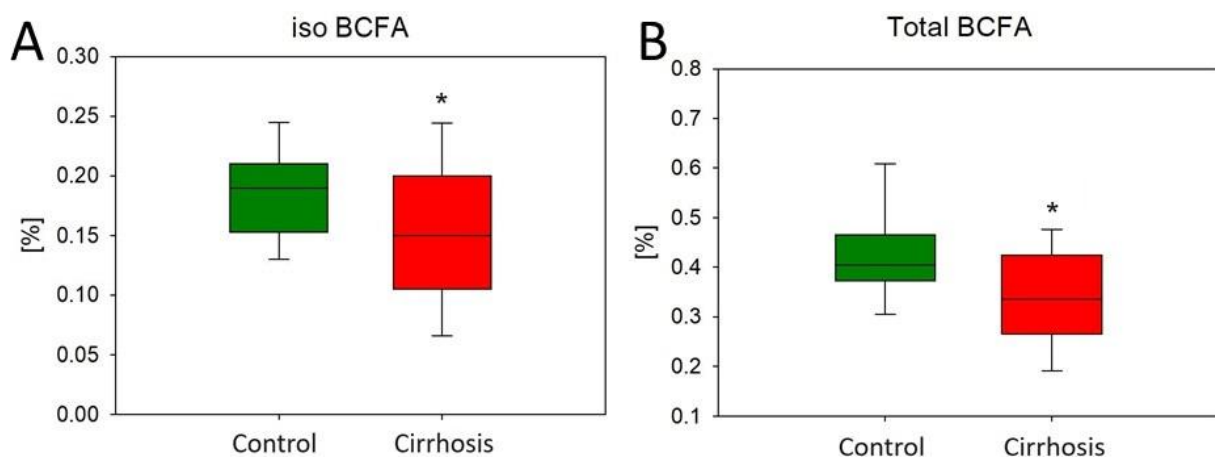 A
iso BCFA
[%]
0.30
0.25
0.20
0.15
0.10
0.05
0.00
*
Control
Cirrhosis
B
Total BCFA
[%]
0.8
0.7
0.6
0.5
0.4
0.3
0.2
0.1
*
Control
Cirrhosis